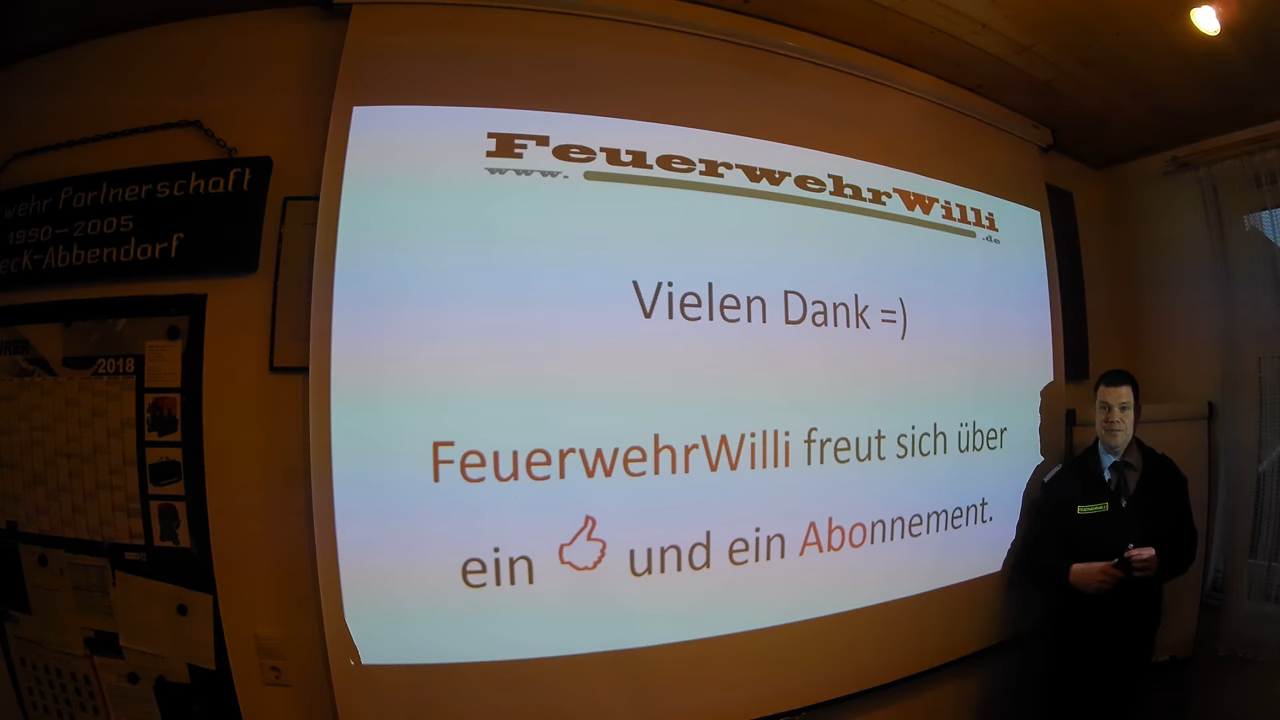 wehr Partnerschaft
1990-2005
eck-Abbendorf
2018
FeuerwehrWilli
www.
.de
Vielen Dank =)
FeuerwehrWilli freut sich über
ein und ein Abonnement.